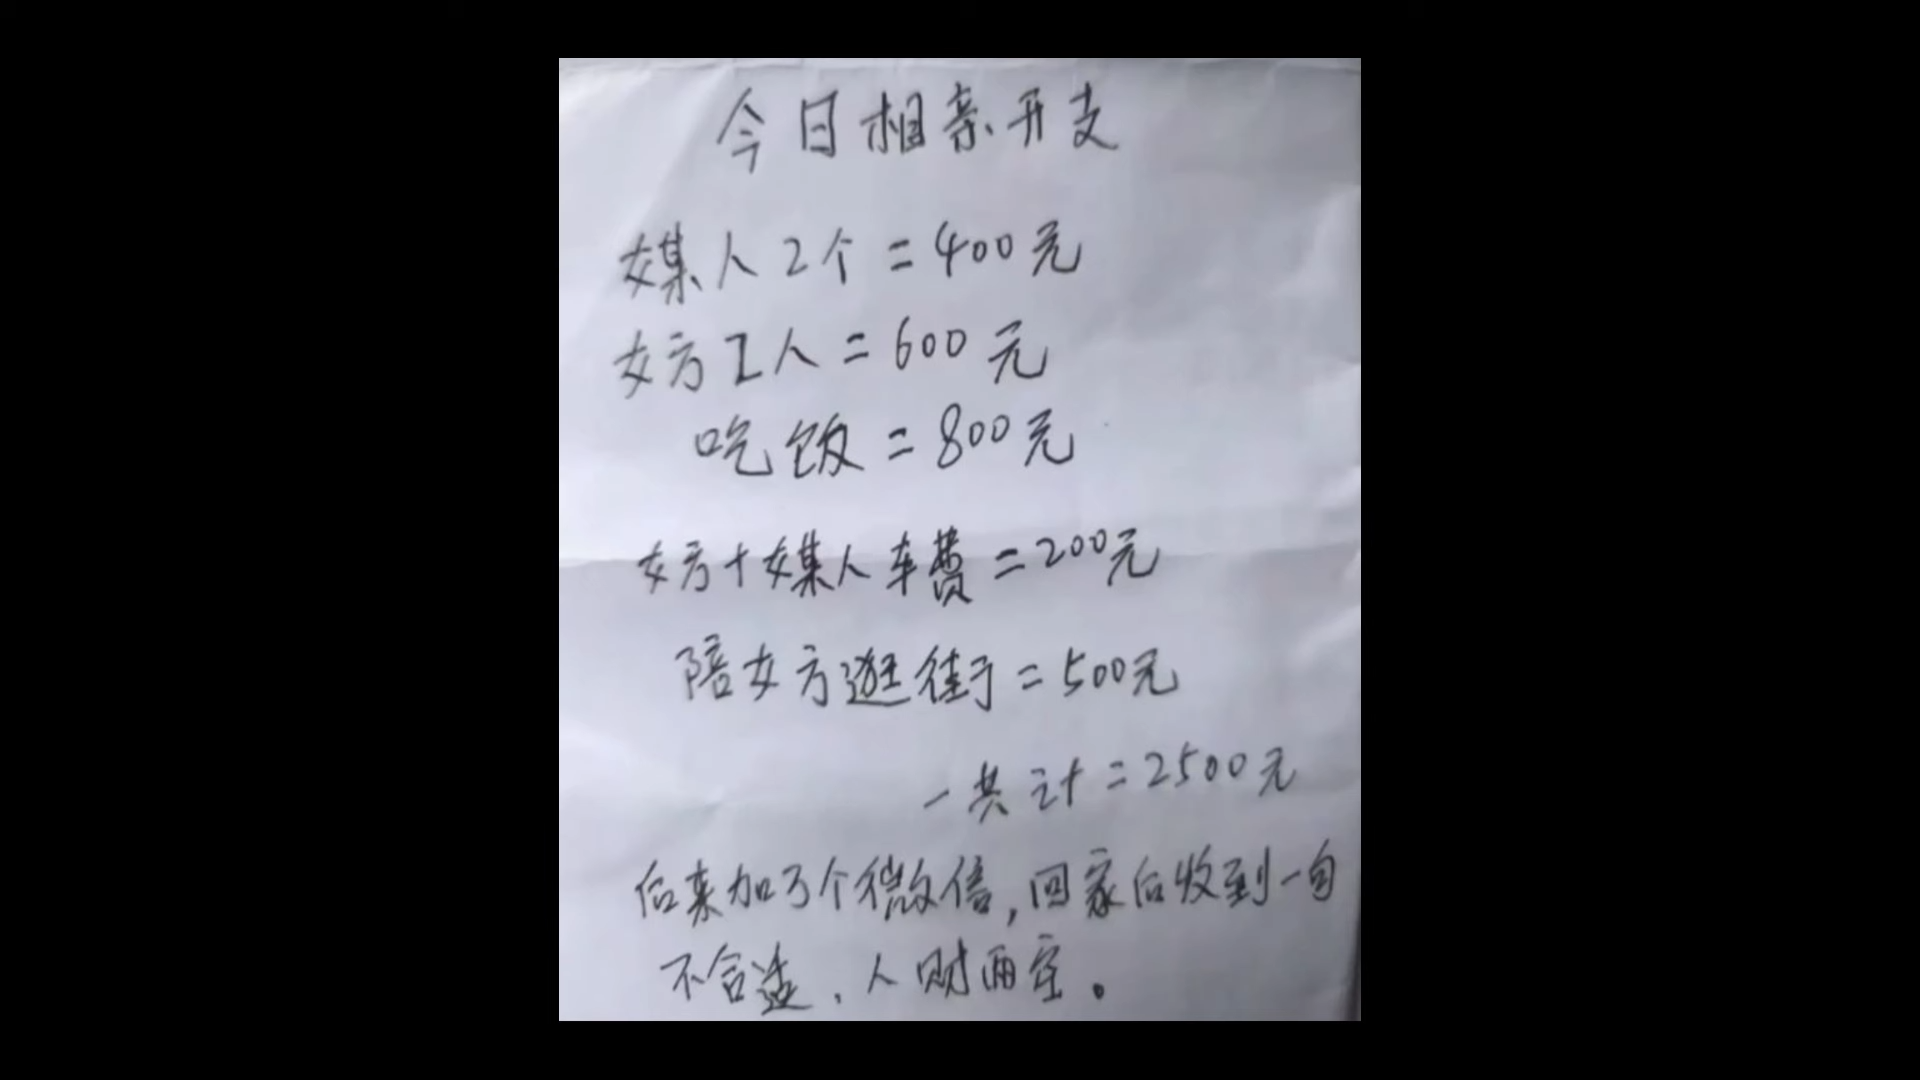 今日相亲开支
媒人2个=400元
女方工人=600元
吃饭=800元
女方+媒人车费=200元
陪女方逛街=500元
一共计=2500元
后来加了个微信,回家后收到一句
不合适、人财两空。